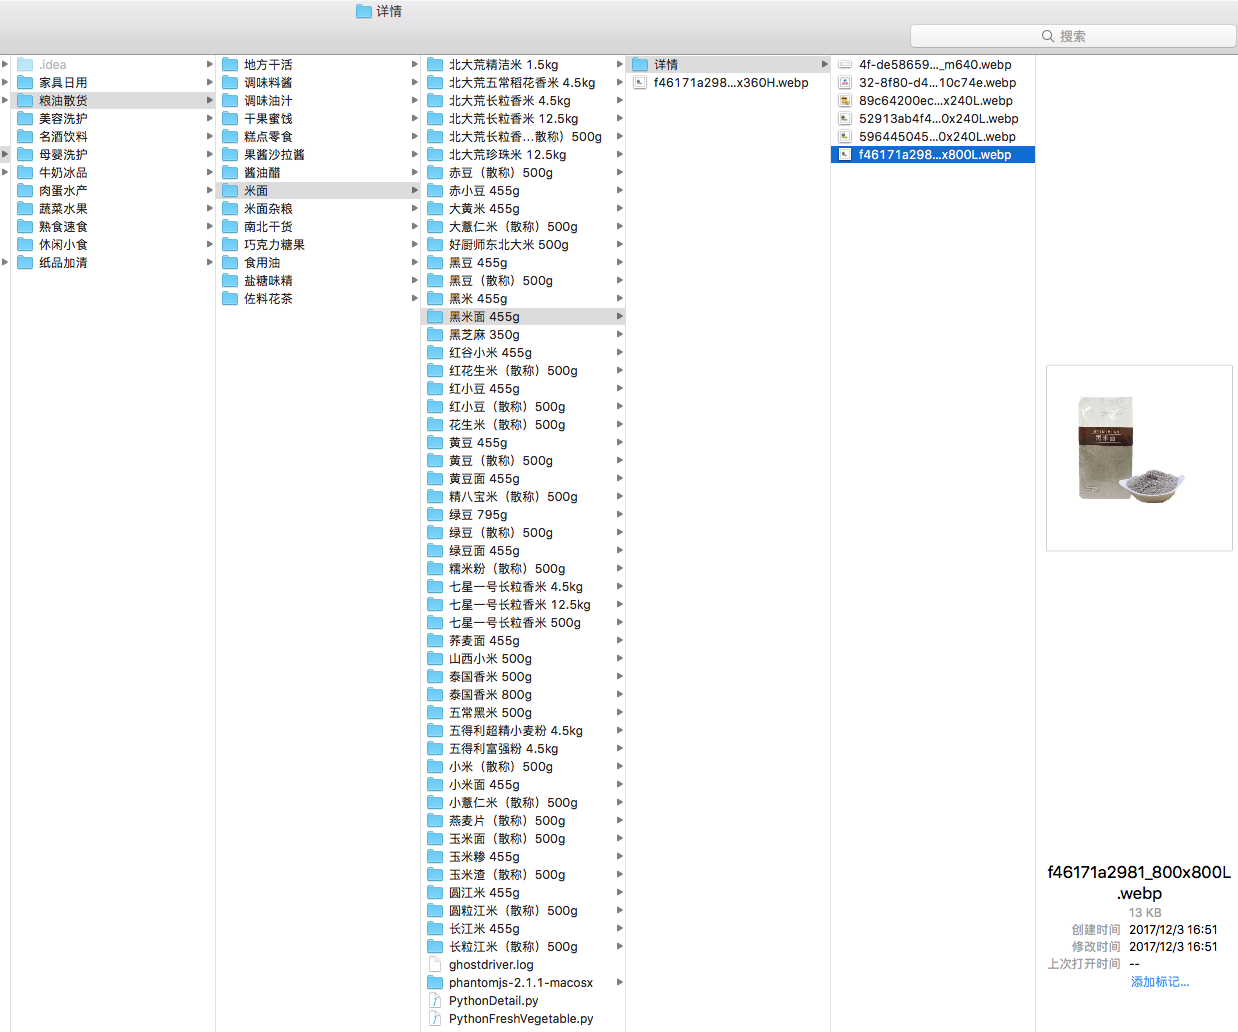 详情
搜索
.idea
家具日用
粮油散货
美容洗护
名酒饮料
母婴洗护
牛奶冰品
肉蛋水产
蔬菜水果
熟食速食
休闲小食
纸品加清
地方干活
调味料酱
调味油汁
干果蜜饯
糕点零食
果酱沙拉酱
酱油醋
米面
米面杂粮
南北干货
巧克力糖果
食用油
盐糖味精
佐料花茶
北大荒精洁米 1.5kg
北大荒五常稻花香米 4.5kg
北大荒长粒香米 4.5kg
北大荒长粒香米 12.5kg
北大荒长粒香...散称）500g
北大荒珍珠米 12.5kg
赤豆（散称）500g
赤小豆 455g
大黄米 455g
大薏仁米（散称）500g
好厨师东北大米 500g
黑豆 455g
黑豆（散称）500g
黑米 455g
黑米面 455g
黑芝麻 350g
红谷小米 455g
红花生米（散称）500g
红小豆 455g
红小豆（散称）500g
花生米（散称）500g
黄豆 455g
黄豆（散称）500g
黄豆面 455g
精八宝米（散称）500g
绿豆 795g
绿豆（散称）500g
绿豆面 455g
糯米粉（散称）500g
七星一号长粒香米 4.5kg
七星一号长粒香米 12.5kg
七星一号长粒香米 500g
荞麦面 455g
山西小米 500g
泰国香米 500g
泰国香米 800g
五常黑米 500g
五得利超精小麦粉 4.5kg
五得利富强粉 4.5kg
小米（散称）500g
小米面 455g
小薏仁米（散称）500g
燕麦片（散称）500g
玉米面（散称）500g
玉米糁 455g
玉米渣（散称）500g
圆江米 455g
圆粒江米（散称）500g
长江米 455g
长粒江米（散称）500g
ghostdriver.log
phantomjs-2.1.1-macosx
PythonDetail.py
PythonFreshVegetable.py
详情
f46171a298...x360H.webp
4f-de58659..._m640.webp
32-8f80-d4...10c74e.webp
89c64200ec...x240L.webp
52913ab4f4...0x240L.webp
596445045...0x240L.webp
f46171a298...x800L.webp
黑米面
f46171a2981_800x800L
.webp
13 KB
创建时间 2017/12/3 16:51
修改时间 2017/12/3 16:51
上次打开时间 --
添加标记...